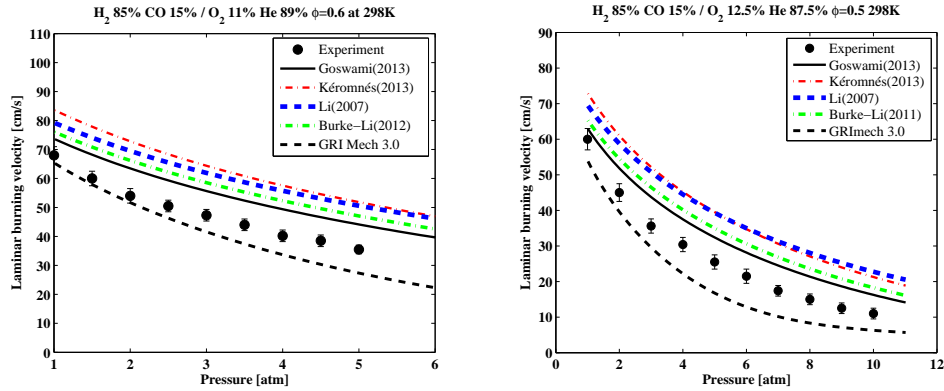 H₂ 85% CO 15% / O₂ 11% He 89% ϕ=0.6 at 298K
110
100
90
80
70
60
50
40
30
20
10
0
Laminar burning velocity [cm/s]
Experiment
Goswami(2013)
Kéromnés(2013)
Li(2007)
Burke−Li(2012)
GRI Mech 3.0
1
2
3
4
5
6
Pressure [atm]
H₂ 85% CO 15% / O₂ 12.5% He 87.5% ϕ=0.5 298K
90
80
70
60
50
40
30
20
10
0
Laminar burning velocity [cm/s]
Experiment
Goswami(2013)
Kéromnés(2013)
Li(2007)
Burke−Li(2011)
GRImech 3.0
0
2
4
6
8
10
12
Pressure [atm]